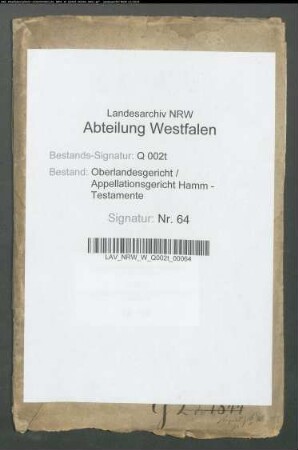 Landesarchiv NRW
Abteilung Westfalen
Bestands-Signatur: Q 002t
Bestand: Oberlandesgericht /
Appellationsgericht Hamm -
Testamente
Signatur: Nr. 64
LAV_NRW_W_Q002t_00064